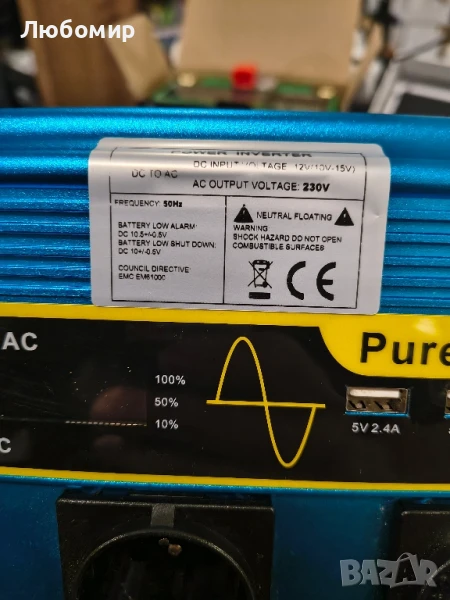 Любомир
POWER INVERTER
DC INPUT VOLTAGE: 12V(10V-15V)
DC TO AC
AC OUTPUT VOLTAGE: 230V
FREQUENCY: 50Hz
BATTERY LOW ALARM:
DC 10.5+/-0.5V
BATTERY LOW SHUT DOWN:
DC 10+/-0.5V
COUNCIL DIRECTIVE:
EMC EM61000
NEUTRAL FLOATING
WARNING
SHOCK HAZARD DO NOT OPEN
COMBUSTIBLE SURFACES
CE
AC
100%
50%
10%
C
Pure
5V 2.4A
BAZAR